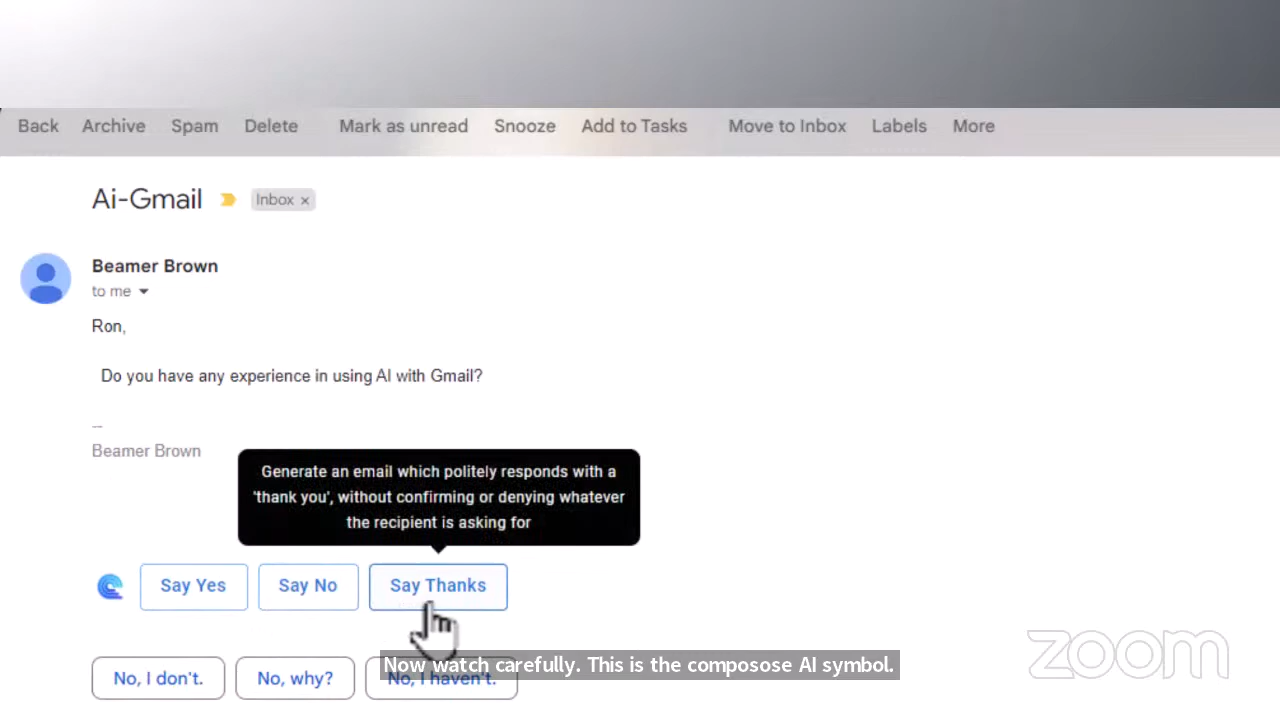 Back Archive Spam Delete Mark as unread Snooze Add to Tasks Move to Inbox Labels More
Ai-Gmail Inbox ×
Beamer Brown
to me
Ron,
Do you have any experience in using AI with Gmail?
--
Beamer Brown
Generate an email which politely responds with a
'thank you', without confirming or denying whatever
the recipient is asking for
Say Yes Say No Say Thanks
Now watch carefully. This is the composose AI symbol.
No, I don't. No, why? No, I haven't.
zoom